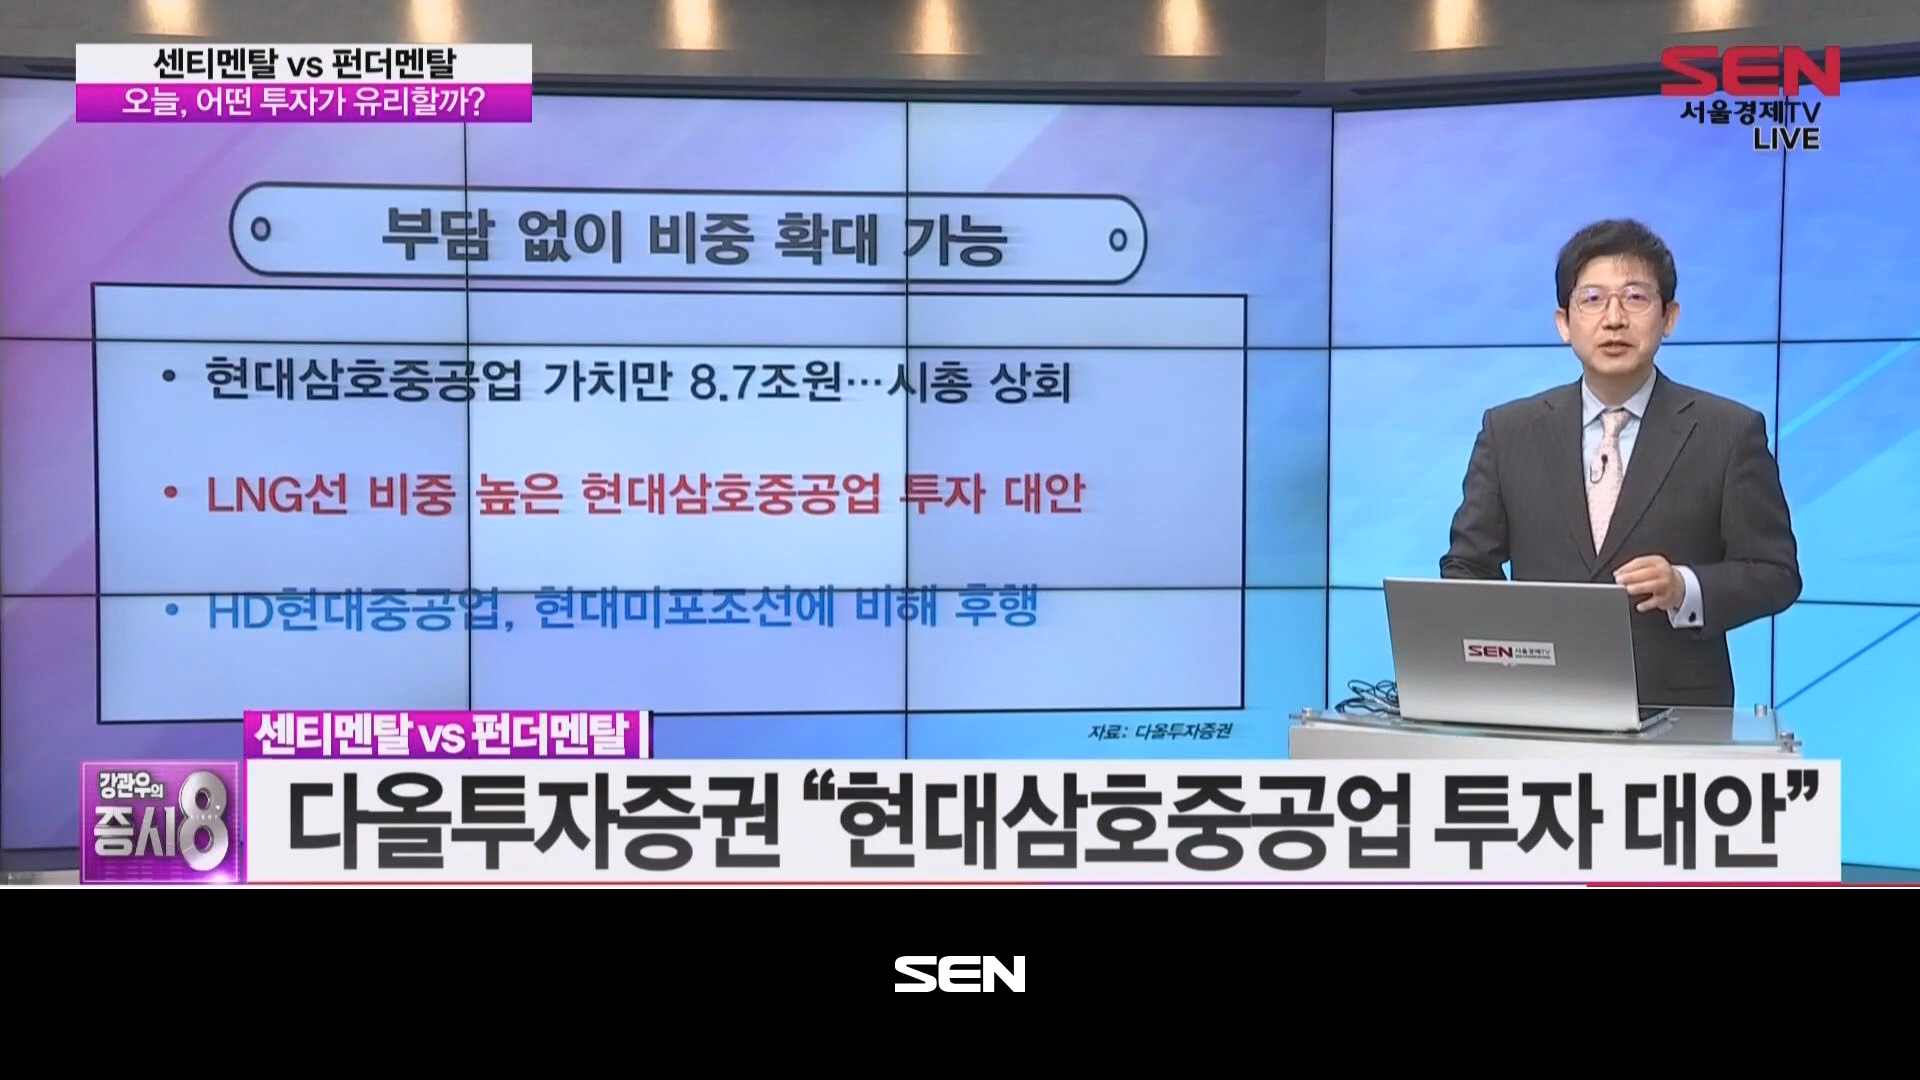 센티멘탈 vs 펀더멘탈
오늘, 어떤 투자가 유리할까?
SEN
서울경제TV
LIVE
부담 없이 비중 확대 가능
• 현대삼호중공업 가치만 8.7조원…시총 상회
• LNG선 비중 높은 현대삼호중공업 투자 대안
• HD현대중공업, 현대미포조선에 비해 후행
자료: 다올투자증권
SEN 서울경제TV
센티멘탈 vs 펀더멘탈
강관우의
증시8
다올투자증권 “현대삼호중공업 투자 대안”
SEN